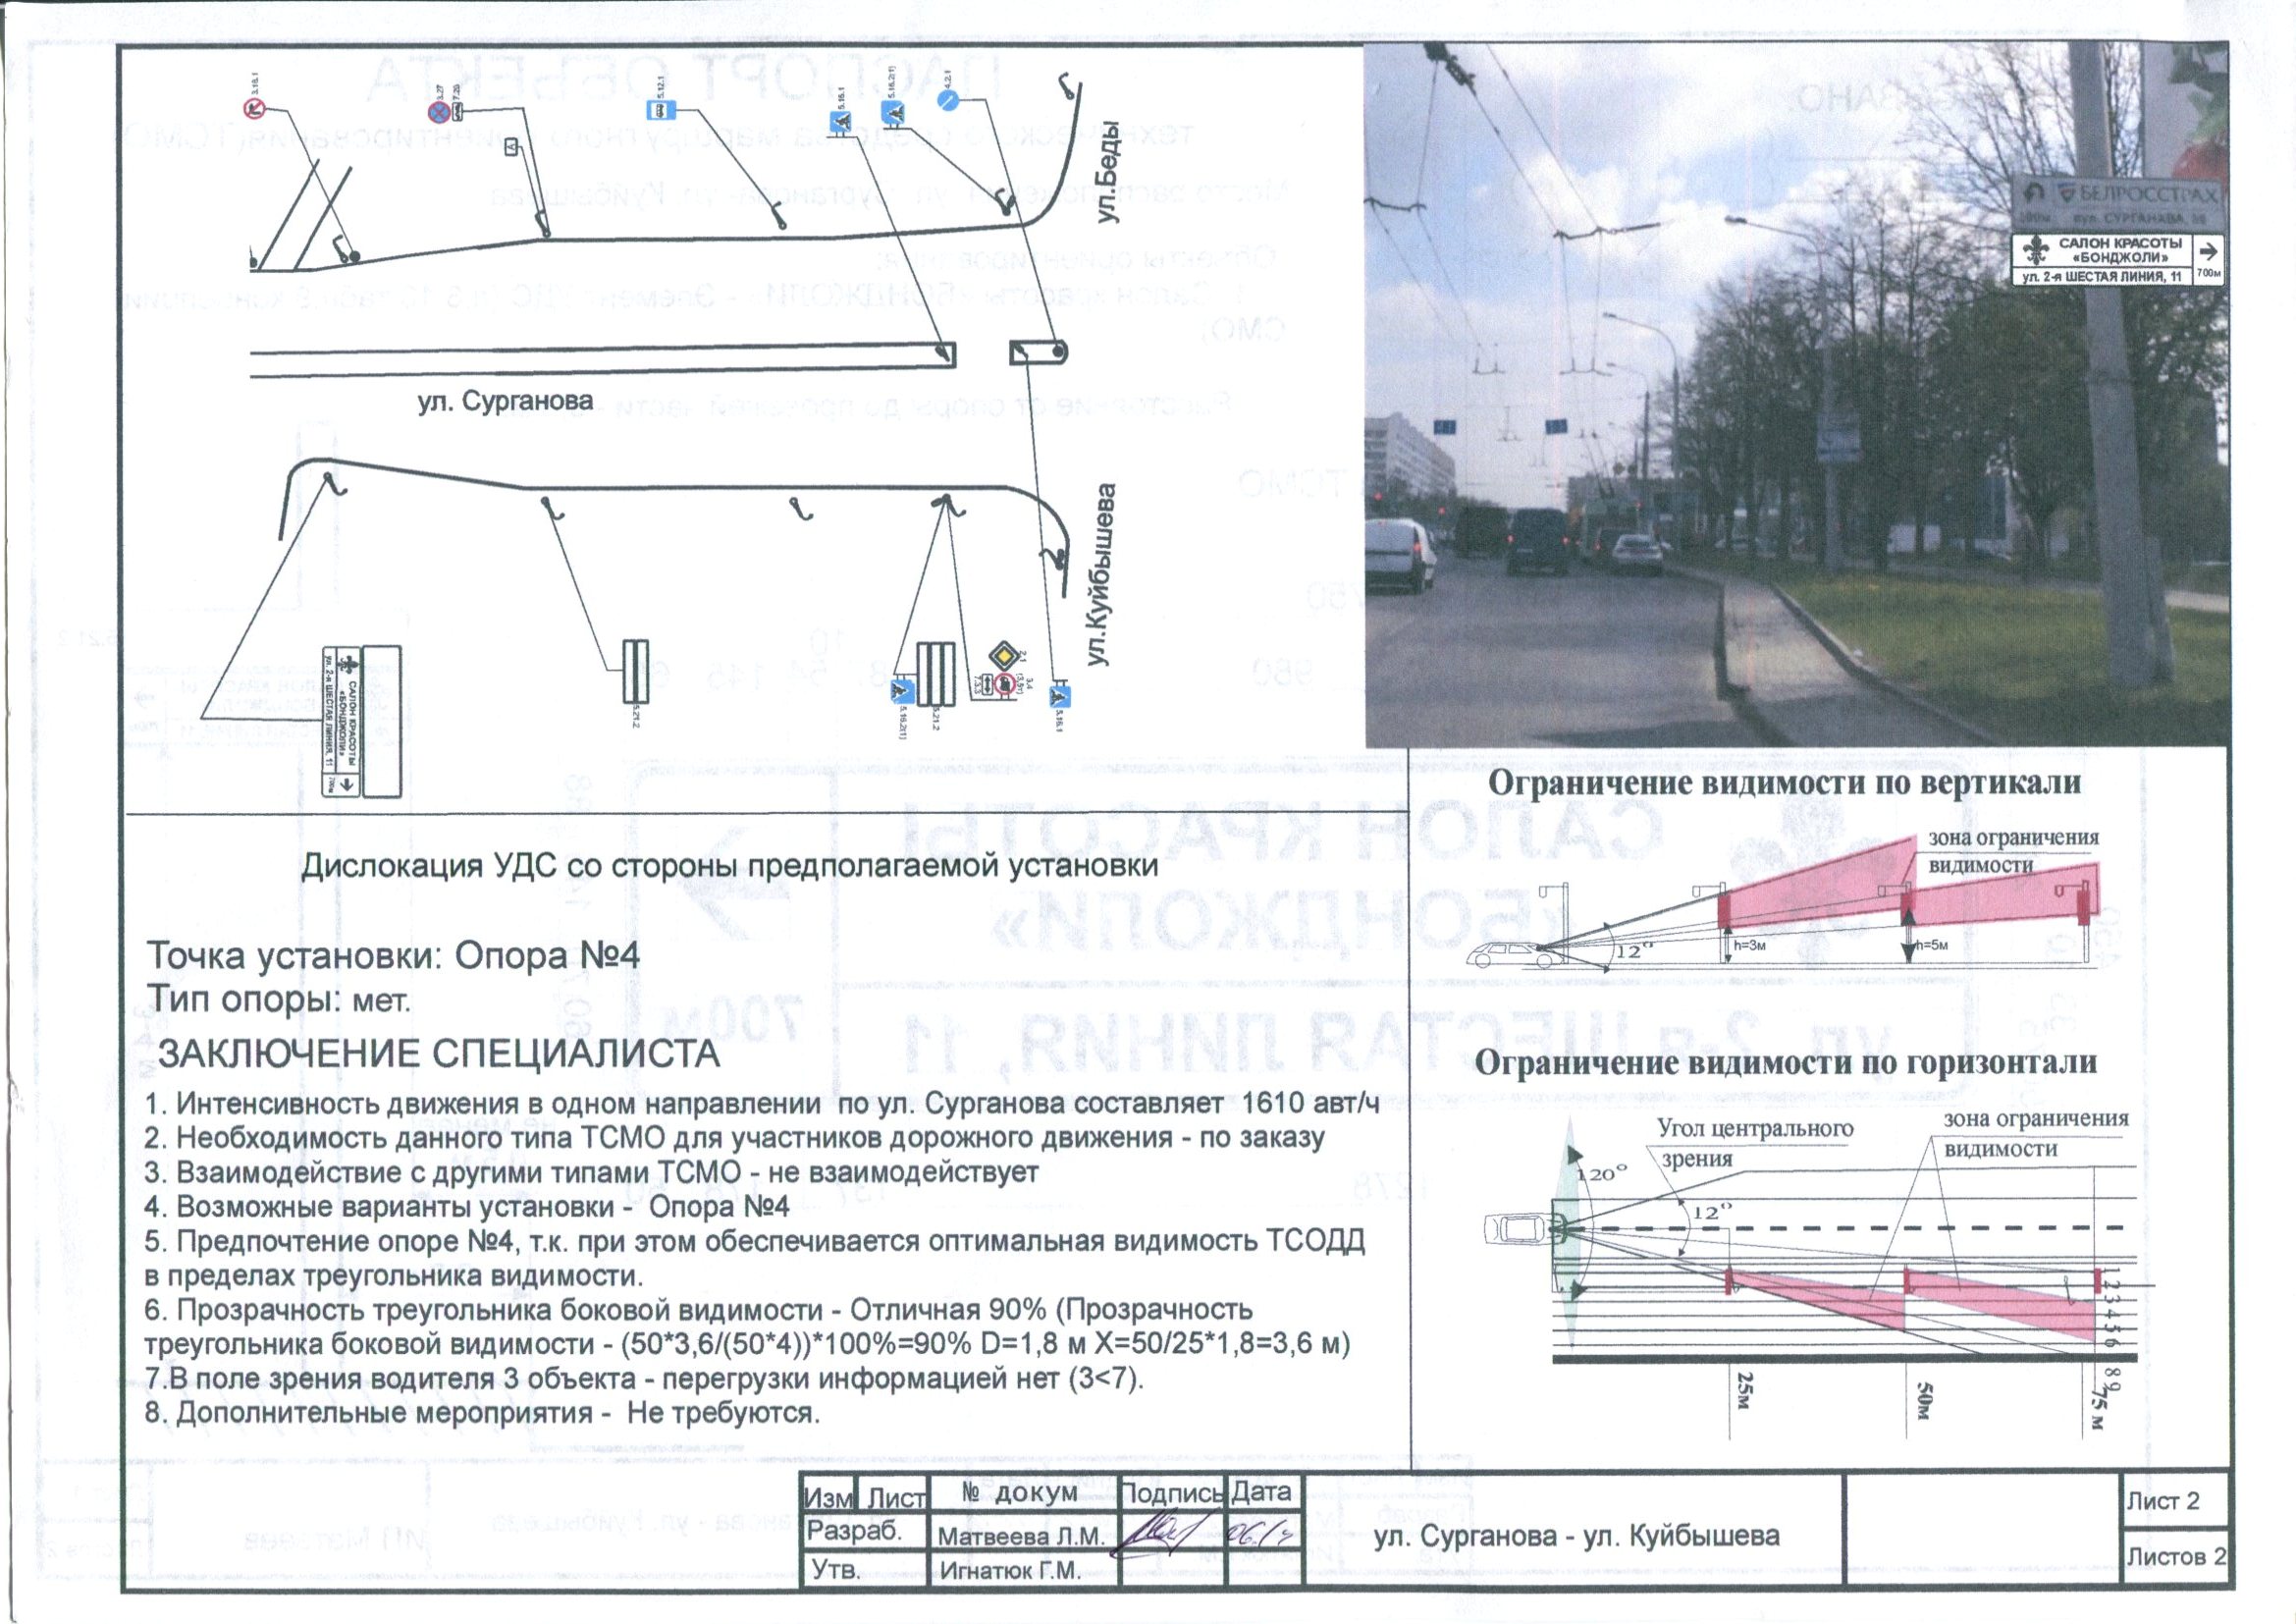 3.18.1
3.27
7.20
5.12.1
5.16.1
5.16.2(1)
4.2.1
ул.Беды
ул. Сурганова
ул.Куйбышева
САЛОН КРАСОТЫ
«БОНДЖОЛИ»
ул. 2-я ШЕСТАЯ ЛИНИЯ, 11
700м
5.21.2
5.16.2(1)
5.21.2
2.1
3.4
7.5.3
5.16.1
БЕЛРОССТРАХ
вул. СУРГАНАВА,
САЛОН КРАСОТЫ
«БОНДЖОЛИ»
ул. 2-я ШЕСТАЯ ЛИНИЯ, 11
700м
Дислокация УДС со стороны предполагаемой установки
Точка установки: Опора №4
Тип опоры: мет.
ЗАКЛЮЧЕНИЕ СПЕЦИАЛИСТА
1. Интенсивность движения в одном направлении по ул. Сурганова составляет 1610 авт/ч
2. Необходимость данного типа ТСМО для участников дорожного движения - по заказу
3. Взаимодействие с другими типами ТСМО - не взаимодействует
4. Возможные варианты установки - Опора №4
5. Предпочтение опоре №4, т.к. при этом обеспечивается оптимальная видимость ТСОДД
в пределах треугольника видимости.
6. Прозрачность треугольника боковой видимости - Отличная 90% (Прозрачность
треугольника боковой видимости - (50*3,6/(50*4))*100%=90% D=1,8 м X=50/25*1,8=3,6 м)
7.В поле зрения водителя 3 объекта - перегрузки информацией нет (3<7).
8. Дополнительные мероприятия - Не требуются.
Ограничение видимости по вертикали
зона ограничения
видимости
12°
h=3м
h=5м
Ограничение видимости по горизонтали
Угол центрального
зрения
зона ограничения
видимости
120°
12°
1 2 3 4 5 6 8 9
25м
50м
75 м
Изм Лист № докум Подпись Дата
Разраб. Матвеева Л.М.
Утв. Игнатюк Г.М.
ул. Сурганова - ул. Куйбышева
Лист 2
Листов 2